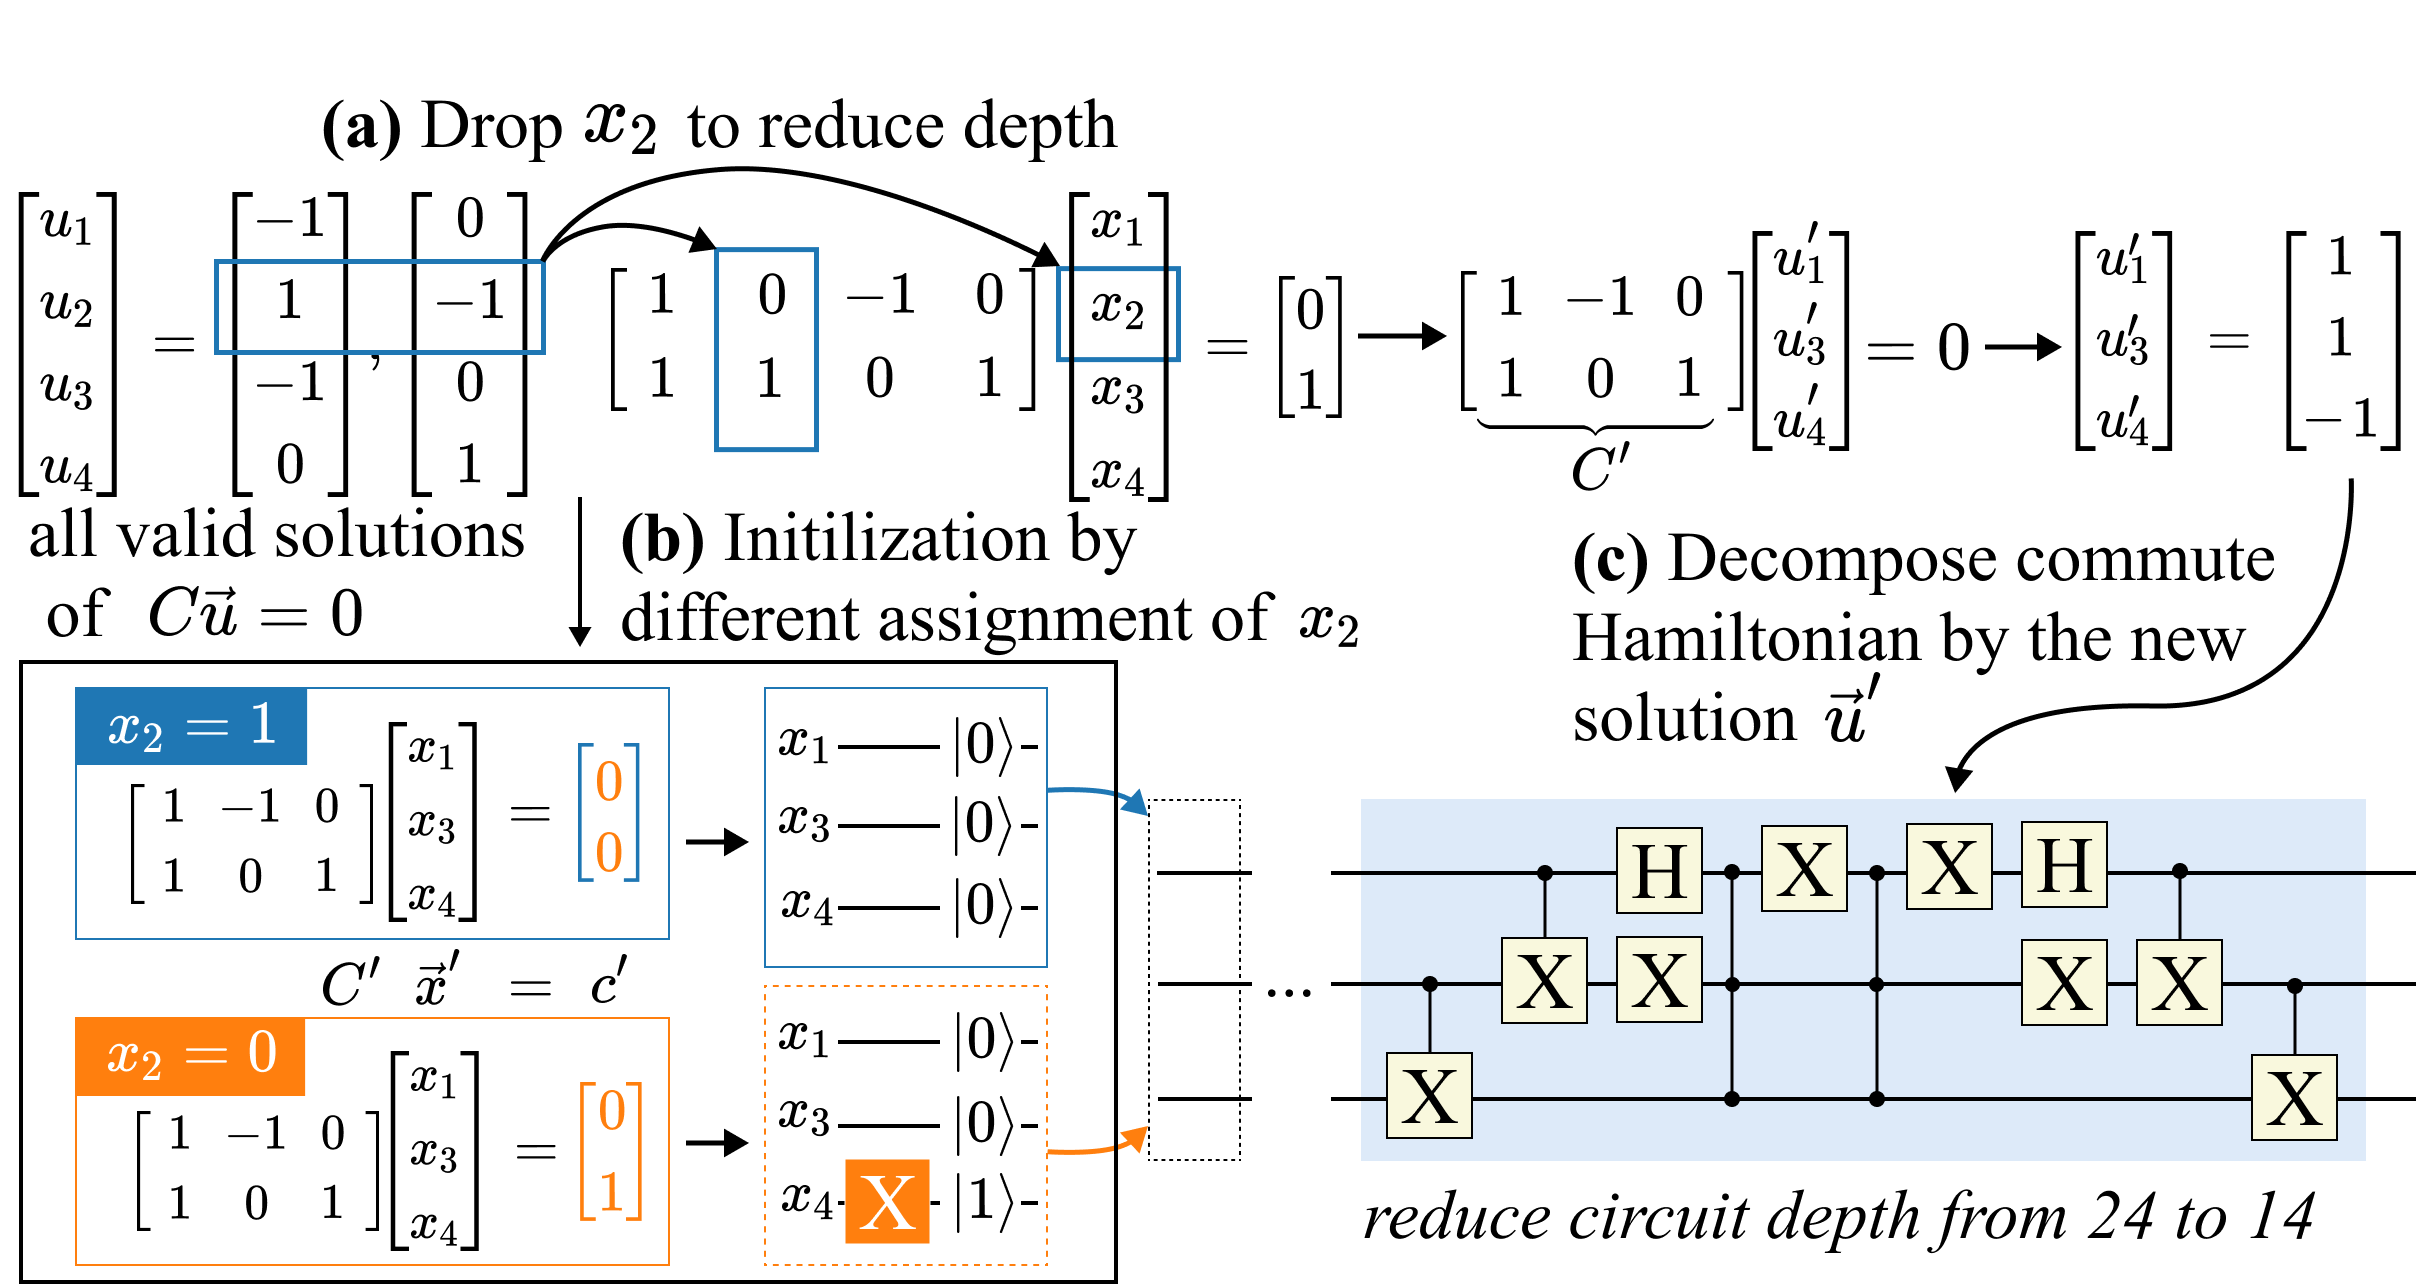 (a) Drop x₂ to reduce depth
[u₁ u₂ u₃ u₄] = [−1 1 −1 0] , [0 −1 0 1]
all valid solutions
of C u⃗ = 0
[1 0 −1 0
1 1 0 1] [x₁ x₂ x₃ x₄] = [0 1]
[1 −1 0
1 0 1] [u′₁ u′₃ u′₄] = 0
C′
[u′₁ u′₃ u′₄] = [1 1 −1]
(b) Initilization by
different assignment of x₂
x₂ = 1
[1 −1 0
1 0 1] [x₁ x₃ x₄] = [0 0]
x₁ |0⟩
x₃ |0⟩
x₄ |0⟩
C′ x⃗′ = c′
x₂ = 0
[1 −1 0
1 0 1] [x₁ x₃ x₄] = [0 1]
x₁ |0⟩
x₃ |0⟩
x₄ X |1⟩
(c) Decompose commute
Hamiltonian by the new
solution u⃗′
...
H X X H
X X X X
X X
reduce circuit depth from 24 to 14